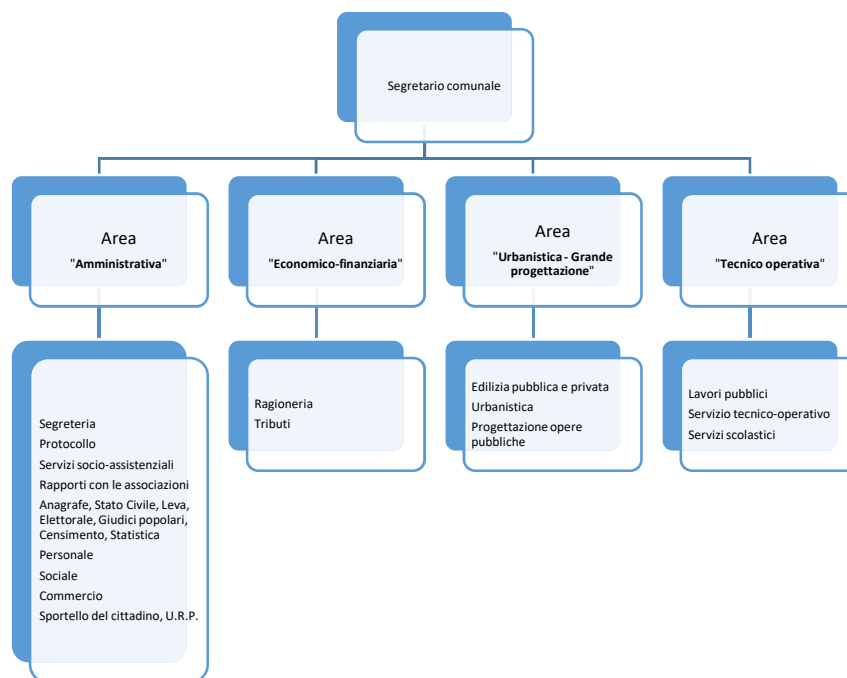 Segretario comunale
Area
"Amministrativa"
Area
"Economico-finanziaria"
Area
"Urbanistica - Grande
progettazione"
Area
"Tecnico operativa"
Segreteria
Protocollo
Servizi socio-assistenziali
Rapporti con le associazioni
Anagrafe, Stato Civile, Leva,
Elettorale, Giudici popolari,
Censimento, Statistica
Personale
Sociale
Commercio
Sportello del cittadino, U.R.P.
Ragioneria
Tributi
Edilizia pubblica e privata
Urbanistica
Progettazione opere
pubbliche
Lavori pubblici
Servizio tecnico-operativo
Servizi scolastici